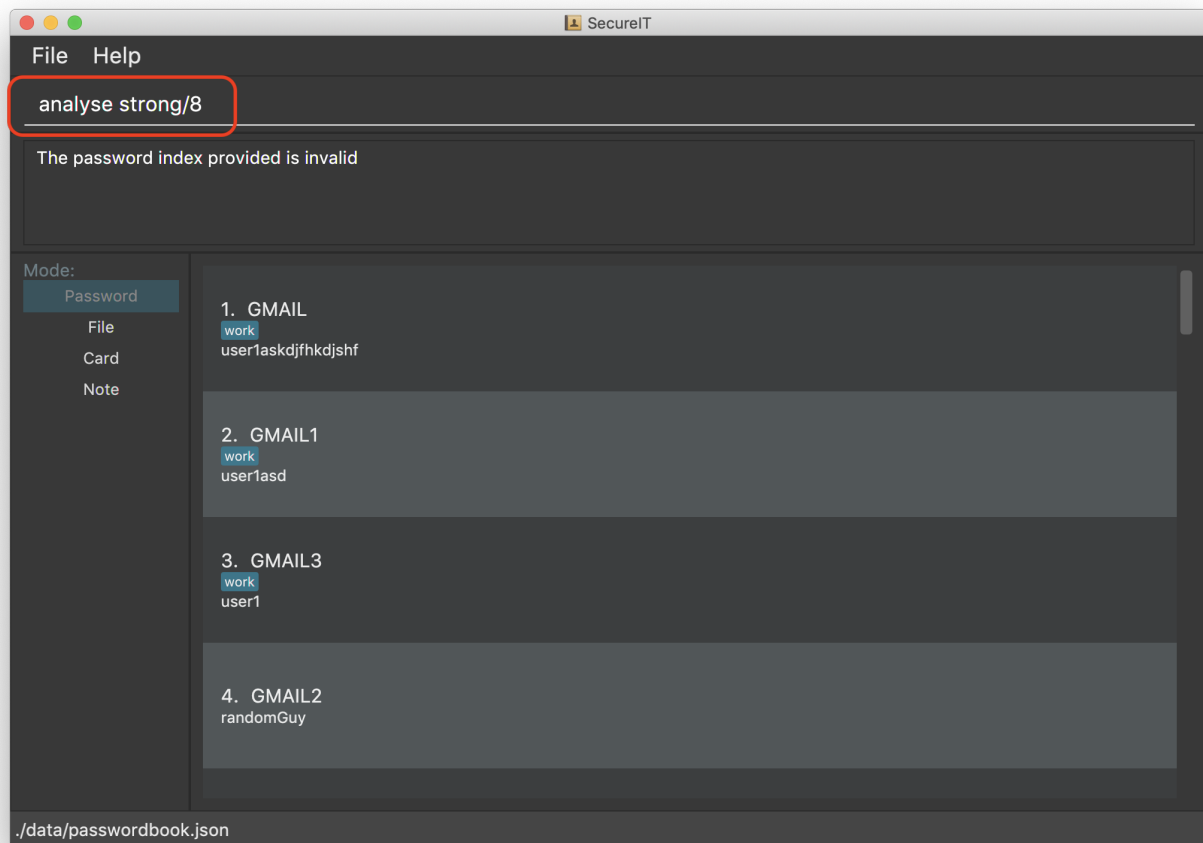 SecureIT
File Help
analyse strong/8
The password index provided is invalid
Mode:
Password
File
Card
Note
1. GMAIL
work
user1askdjfhkdjshf
2. GMAIL1
work
user1asd
3. GMAIL3
work
user1
4. GMAIL2
randomGuy
./data/passwordbook.json